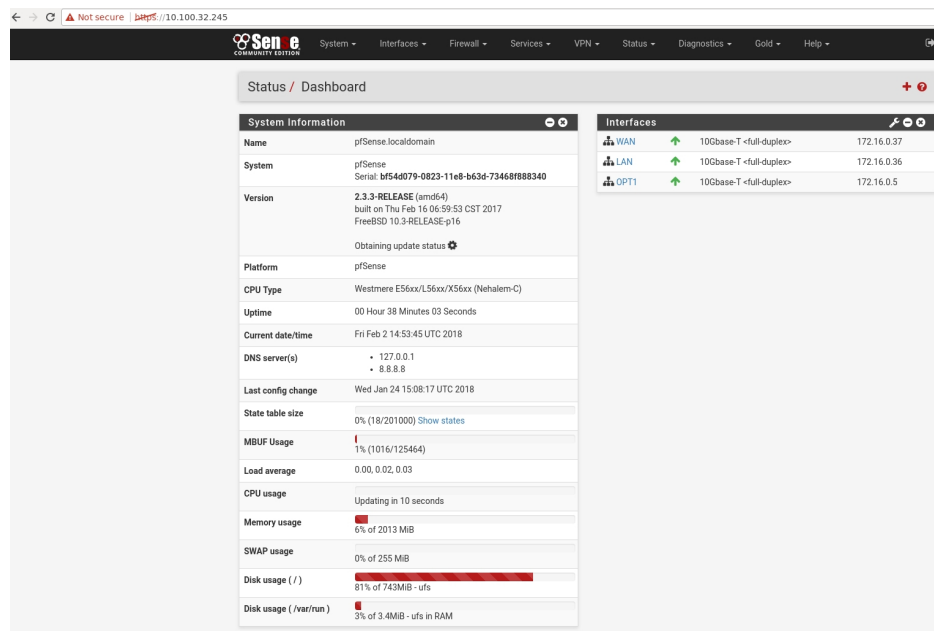 Not secure | https://10.100.32.245
Sense
COMMUNITY EDITION
System
Interfaces
Firewall
Services
VPN
Status
Diagnostics
Gold
Help
Status / Dashboard
System Information
Name pfSense.localdomain
System pfSense
Serial: bf54d079-0823-11e8-b63d-73468f888340
Version 2.3.3-RELEASE (amd64)
built on Thu Feb 16 06:59:53 CST 2017
FreeBSD 10.3-RELEASE-p16
Obtaining update status
Platform pfSense
CPU Type Westmere E56xx/L56xx/X56xx (Nehalem-C)
Uptime 00 Hour 38 Minutes 03 Seconds
Current date/time Fri Feb 2 14:53:45 UTC 2018
DNS server(s) • 127.0.0.1
• 8.8.8.8
Last config change Wed Jan 24 15:08:17 UTC 2018
State table size
0% (18/201000) Show states
MBUF Usage
1% (1016/125464)
Load average 0.00, 0.02, 0.03
CPU usage
Updating in 10 seconds
Memory usage
6% of 2013 MiB
SWAP usage
0% of 255 MiB
Disk usage ( / )
81% of 743MiB - ufs
Disk usage ( /var/run )
3% of 3.4MiB - ufs in RAM
Interfaces
WAN 10Gbase-T <full-duplex> 172.16.0.37
LAN 10Gbase-T <full-duplex> 172.16.0.36
OPT1 10Gbase-T <full-duplex> 172.16.0.5